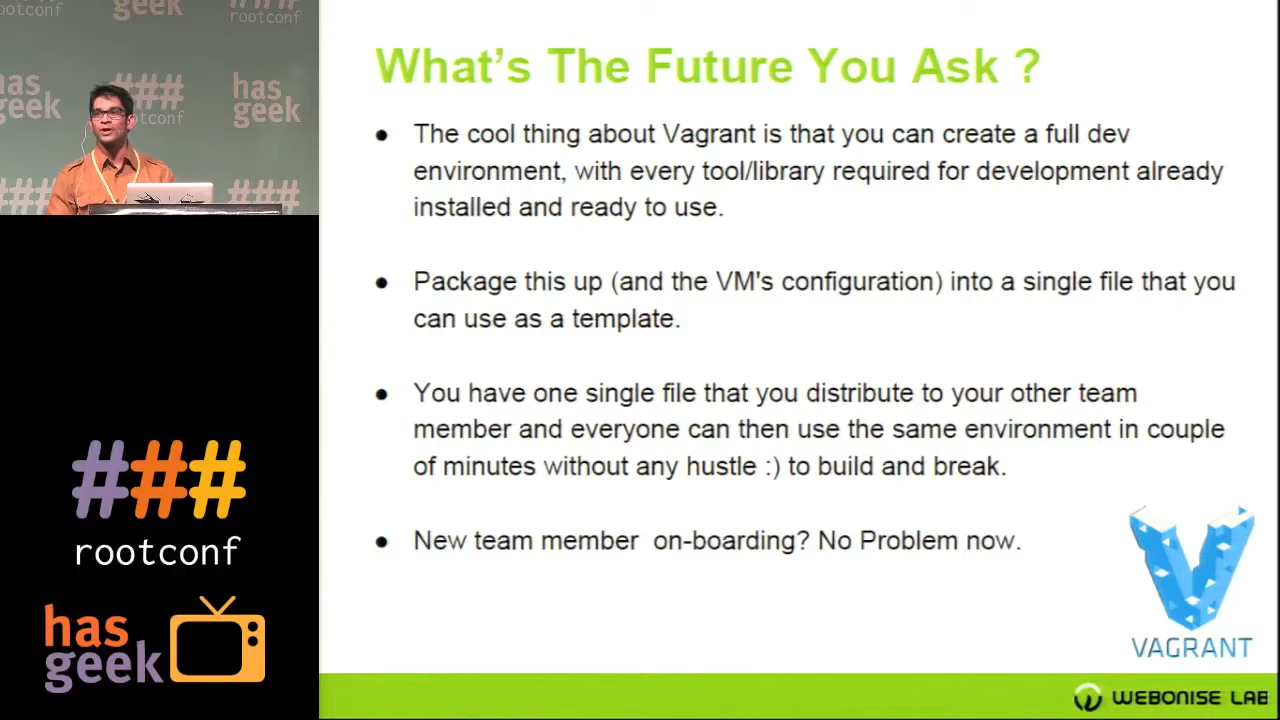 rootconf
has
geek
###
rootconf
has
geek
###
rootconf
has
geek
###
###
###
rootconf
has
geek
What's The Future You Ask ?
● The cool thing about Vagrant is that you can create a full dev
environment, with every tool/library required for development already
installed and ready to use.
● Package this up (and the VM's configuration) into a single file that you
can use as a template.
● You have one single file that you distribute to your other team
member and everyone can then use the same environment in couple
of minutes without any hustle :) to build and break.
● New team member on-boarding? No Problem now.
VAGRANT
WEBONISE LAB